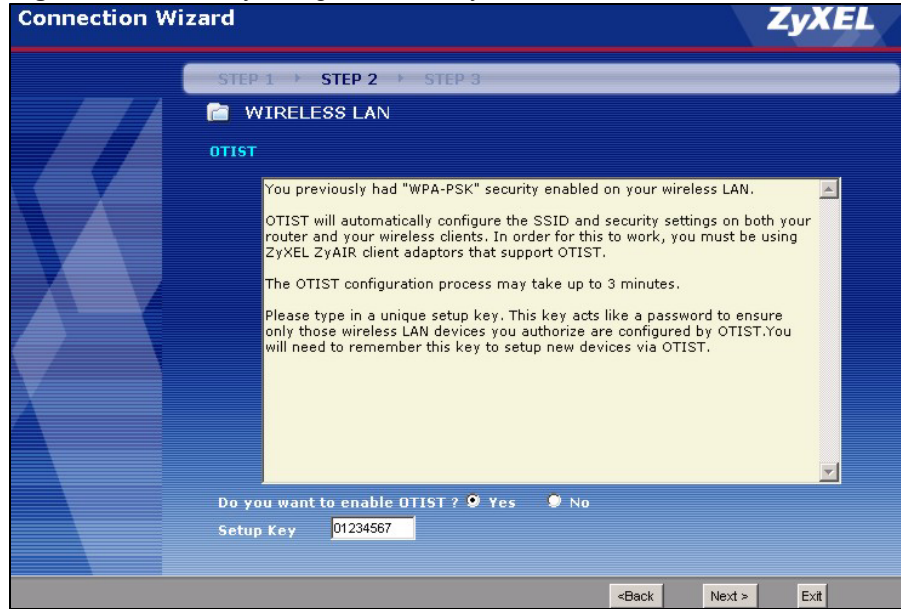 Connection Wizard
ZyXEL
STEP 1 STEP 2 STEP 3
WIRELESS LAN
OTIST
You previously had "WPA-PSK" security enabled on your wireless LAN.
OTIST will automatically configure the SSID and security settings on both your
router and your wireless clients. In order for this to work, you must be using
ZyXEL ZyAIR client adaptors that support OTIST.
The OTIST configuration process may take up to 3 minutes.
Please type in a unique setup key. This key acts like a password to ensure
only those wireless LAN devices you authorize are configured by OTIST.You
will need to remember this key to setup new devices via OTIST.
Do you want to enable OTIST ? Yes No
Setup Key 01234567
<Back Next > Exit